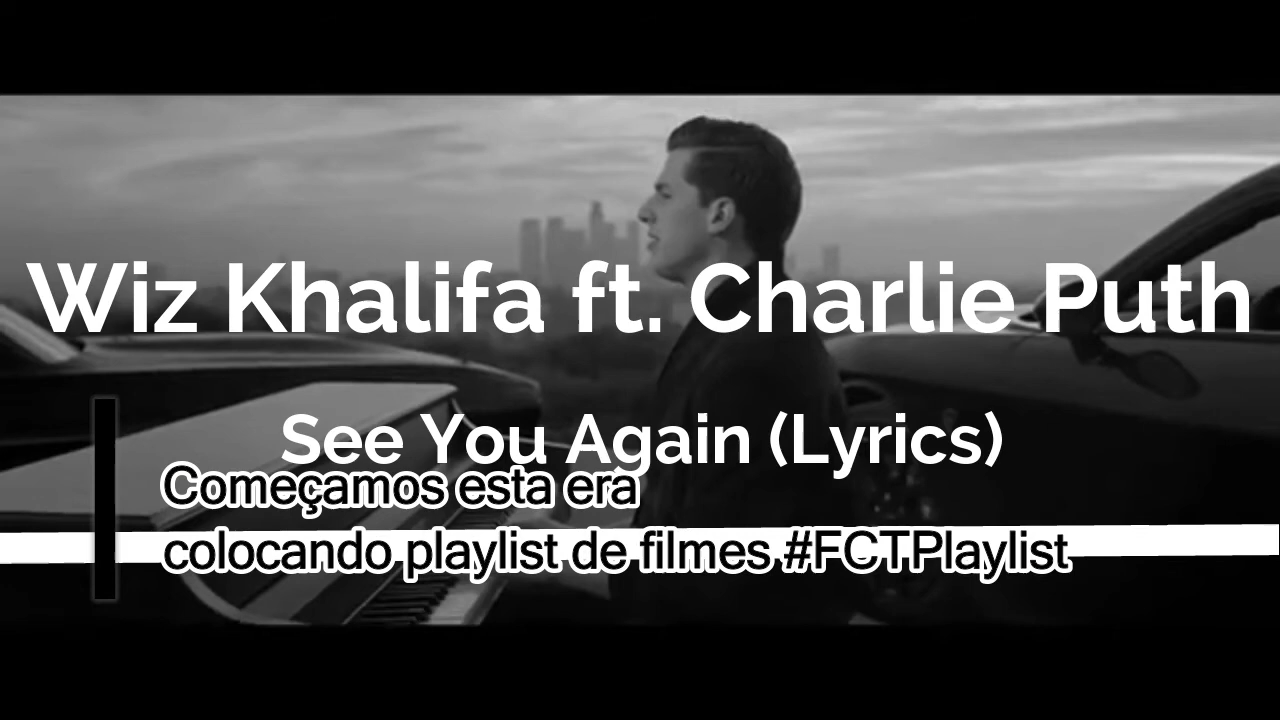 Wiz Khalifa ft. Charlie Puth
See You Again (Lyrics)
Começamos esta era
colocando playlist de filmes #FCTPlaylist